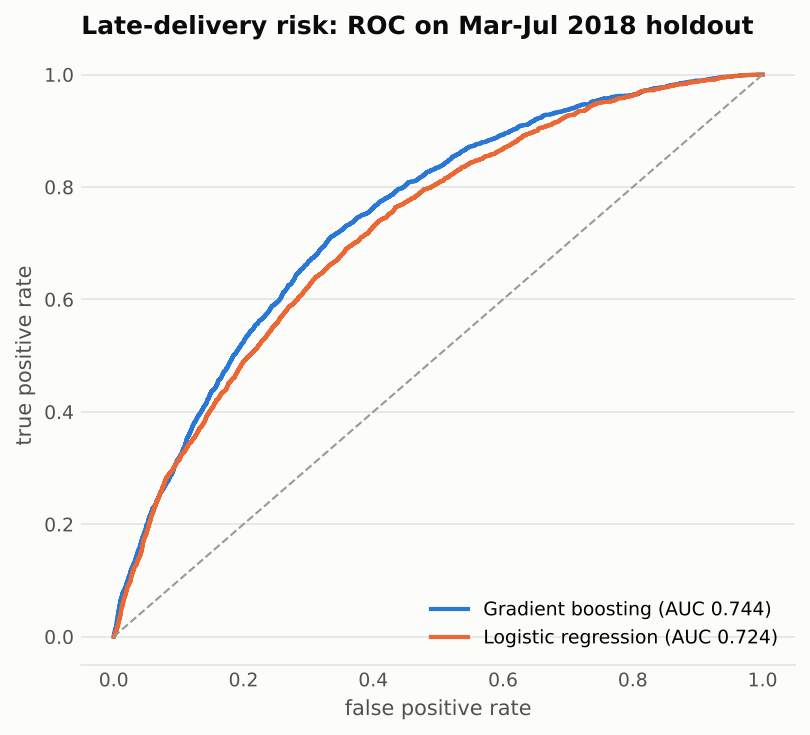 Late-delivery risk: ROC on Mar-Jul 2018 holdout
1.0
0.8
0.6
0.4
0.2
0.0
true positive rate
Gradient boosting (AUC 0.744)
Logistic regression (AUC 0.724)
0.0 0.2 0.4 0.6 0.8 1.0
false positive rate